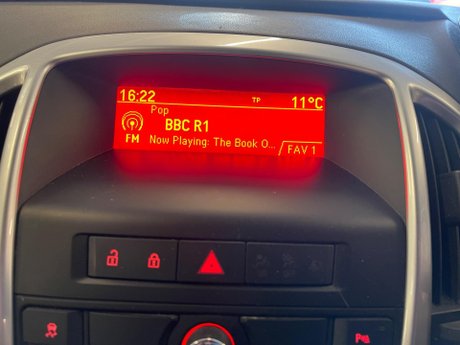 16:22 TP 11°C
Pop
BBC R1
FM Now Playing: The Book O... FAV 1